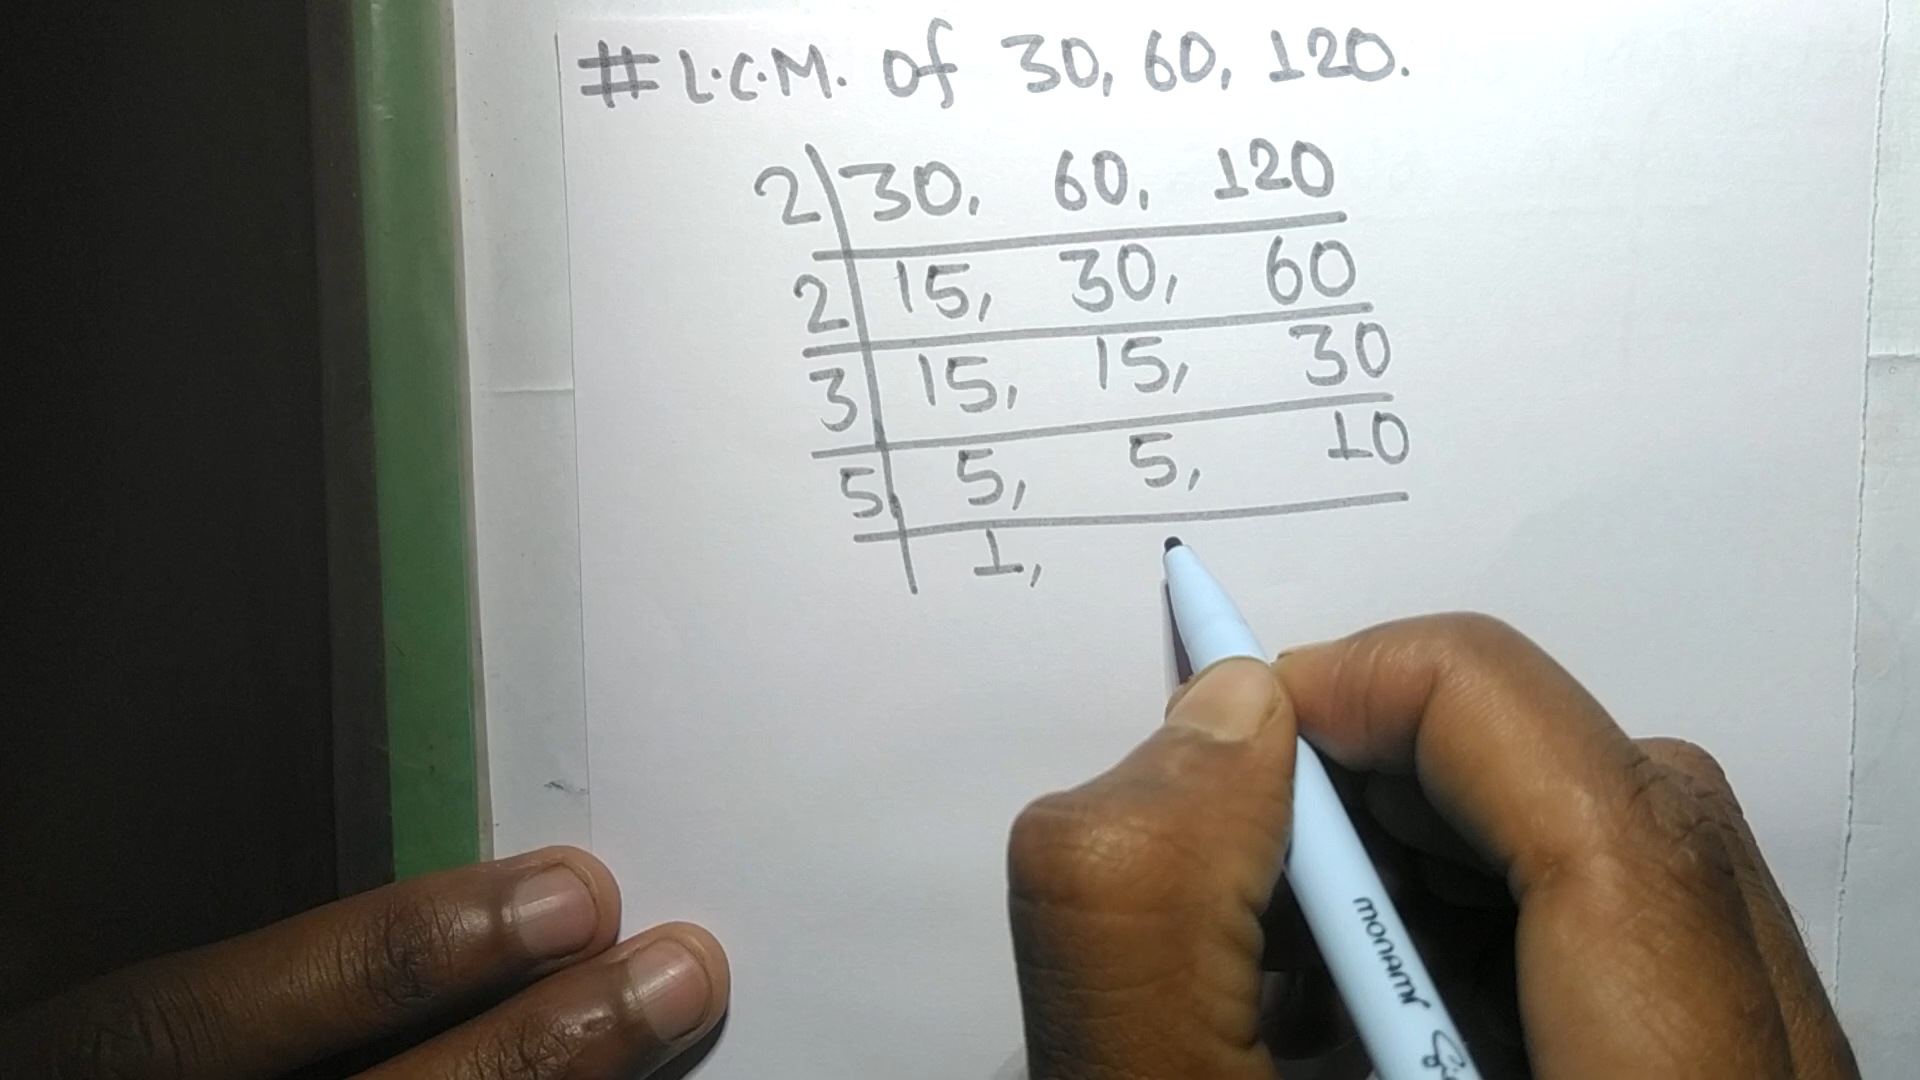 # L.C.M. of 30, 60, 120.
2 30, 60, 120
2 15, 30, 60
3 15, 15, 30
5 5, 5, 10
1,
monami